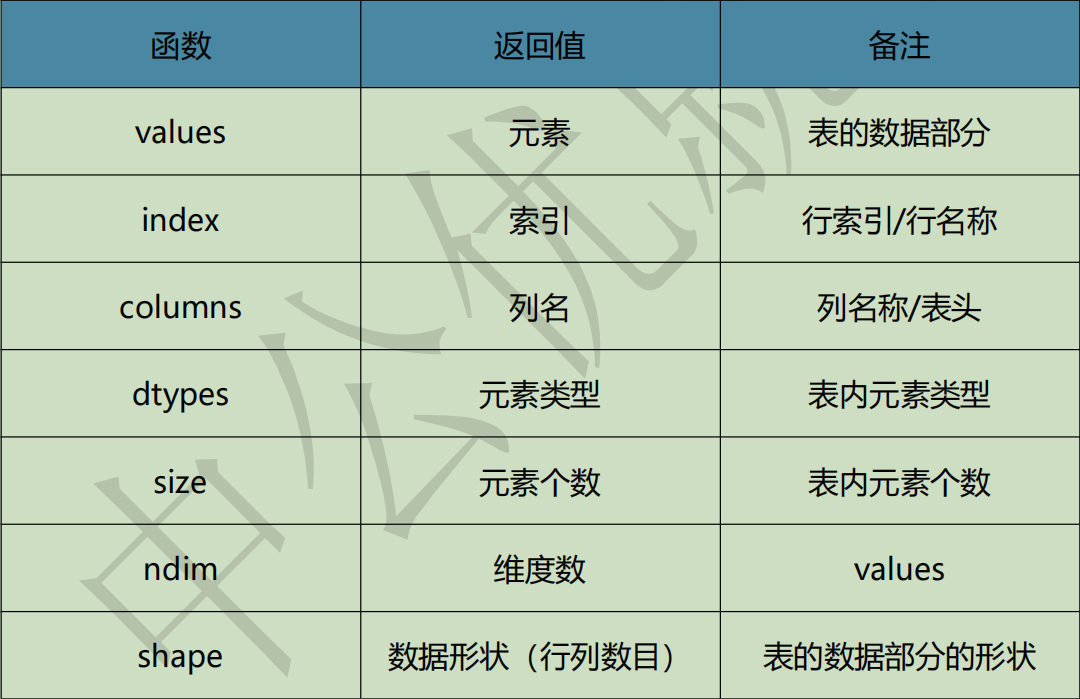 函数 返回值 备注
values 元素 表的数据部分
index 索引 行索引/行名称
columns 列名 列名称/表头
dtypes 元素类型 表内元素类型
size 元素个数 表内元素个数
ndim 维度数 values
shape 数据形状（行列数目） 表的数据部分的形状
中公优就